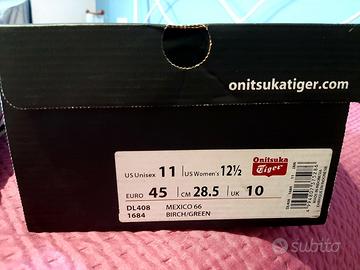 onitsukatiger.com
US Unisex 11 US Women's 12½
Onitsuka
Tiger
EURO 45 CM 28.5 UK 10
DL408 MEXICO 66
1684 BIRCH/GREEN
subito